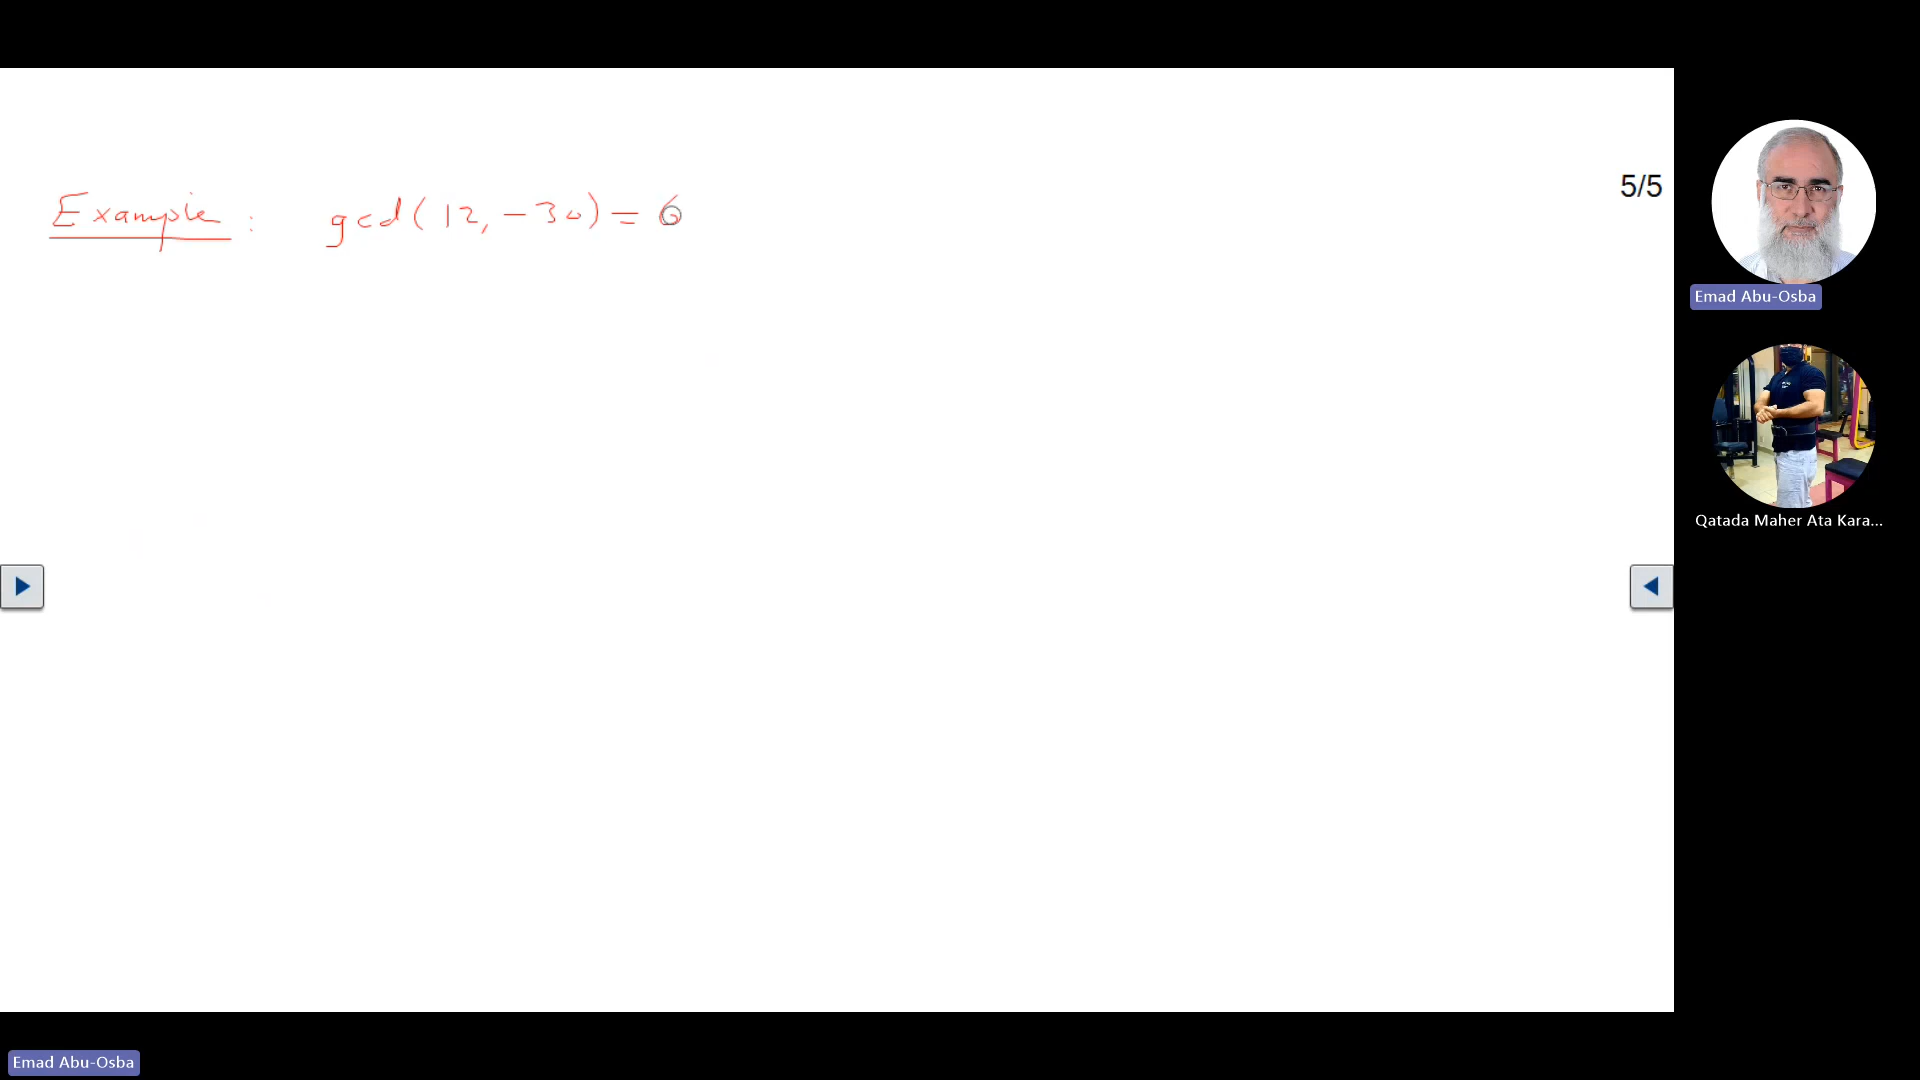 Example : gcd(12, -30) = 6
5/5
Emad Abu-Osba
Qatada Maher Ata Kara...
Emad Abu-Osba